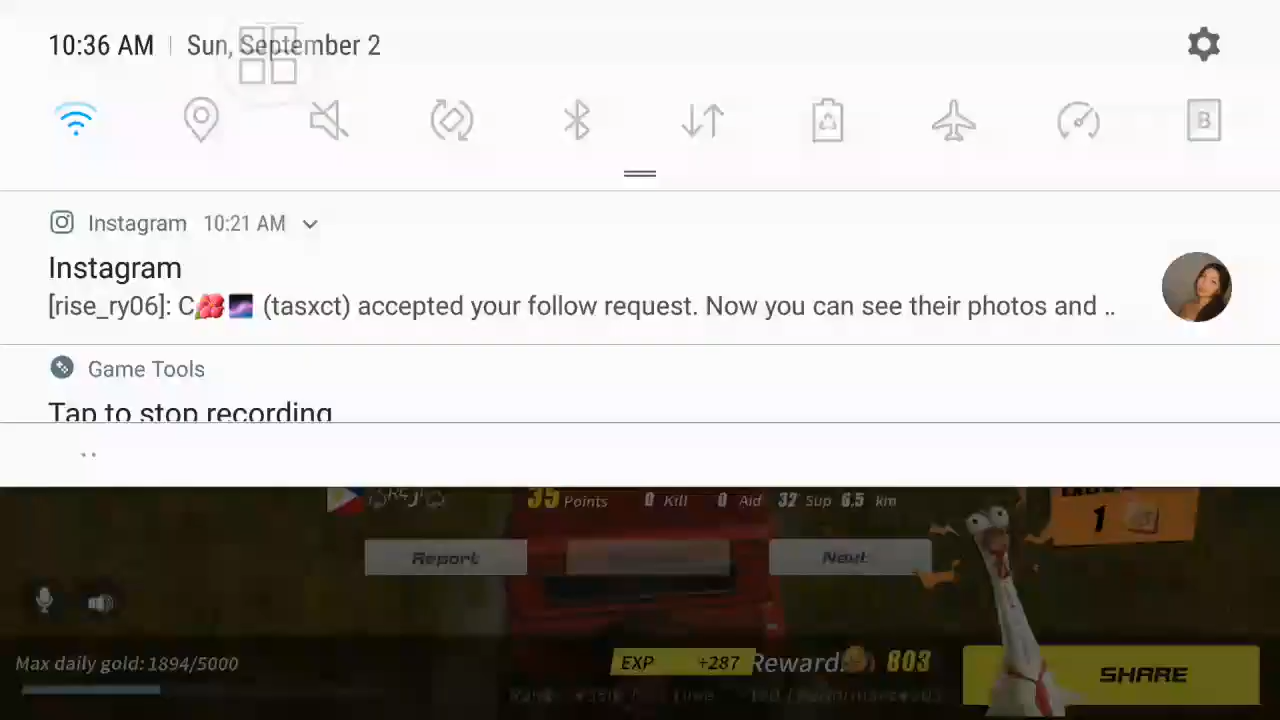 10:36 AM | Sun, September 2
B
Instagram 10:21 AM
Instagram
[rise_ry06]: C🌺🌌 (tasxct) accepted your follow request. Now you can see their photos and ..
Game Tools
Tap to stop recording
35 Points 0 Kill 0 Aid 32 Sup 6.5 km
1
Report
Next
Max daily gold: 1894/5000
EXP +287 Reward: 803
SHARE